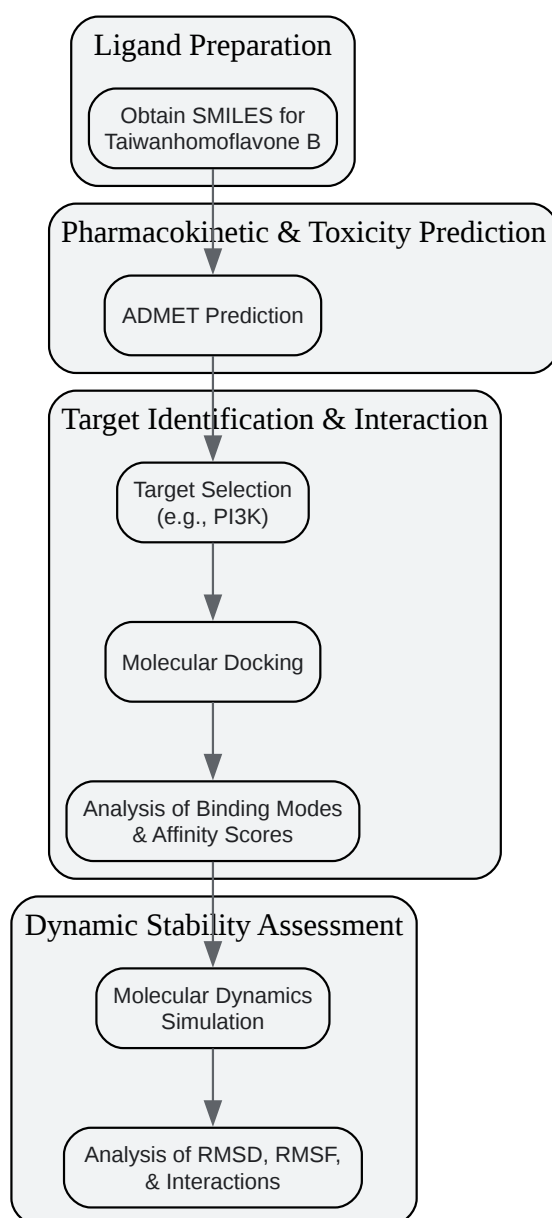 Ligand Preparation
Obtain SMILES for
Taiwanhomoflavone B
Pharmacokinetic & Toxicity Prediction
ADMET Prediction
Target Identification & Interaction
Target Selection
(e.g., PI3K)
Molecular Docking
Analysis of Binding Modes
& Affinity Scores
Dynamic Stability Assessment
Molecular Dynamics
Simulation
Analysis of RMSD, RMSF,
& Interactions